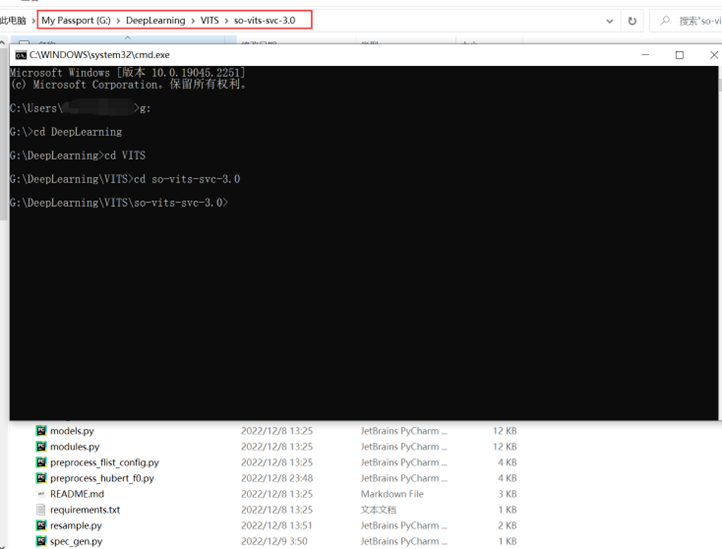 此电脑 > My Passport (G:) > DeepLearning > VITS > so-vits-svc-3.0
搜索"so-vi
C:\WINDOWS\system32\cmd.exe
Microsoft Windows [版本 10.0.19045.2251]
(c) Microsoft Corporation。保留所有权利。
C:\Users\ >g:
G:\>cd DeepLearning
G:\DeepLearning>cd VITS
G:\DeepLearning\VITS>cd so-vits-svc-3.0
G:\DeepLearning\VITS\so-vits-svc-3.0>
models.py 2022/12/8 13:25 JetBrains PyCharm ... 12 KB
modules.py 2022/12/8 13:25 JetBrains PyCharm ... 12 KB
preprocess_flist_config.py 2022/12/8 13:25 JetBrains PyCharm ... 4 KB
preprocess_hubert_f0.py 2022/12/8 23:48 JetBrains PyCharm ... 4 KB
README.md 2022/12/8 13:25 Markdown File 3 KB
requirements.txt 2022/12/8 13:25 文本文档 1 KB
resample.py 2022/12/8 13:51 JetBrains PyCharm ... 2 KB
spec_gen.py 2022/12/9 3:50 JetBrains PyCharm ... 1 KB